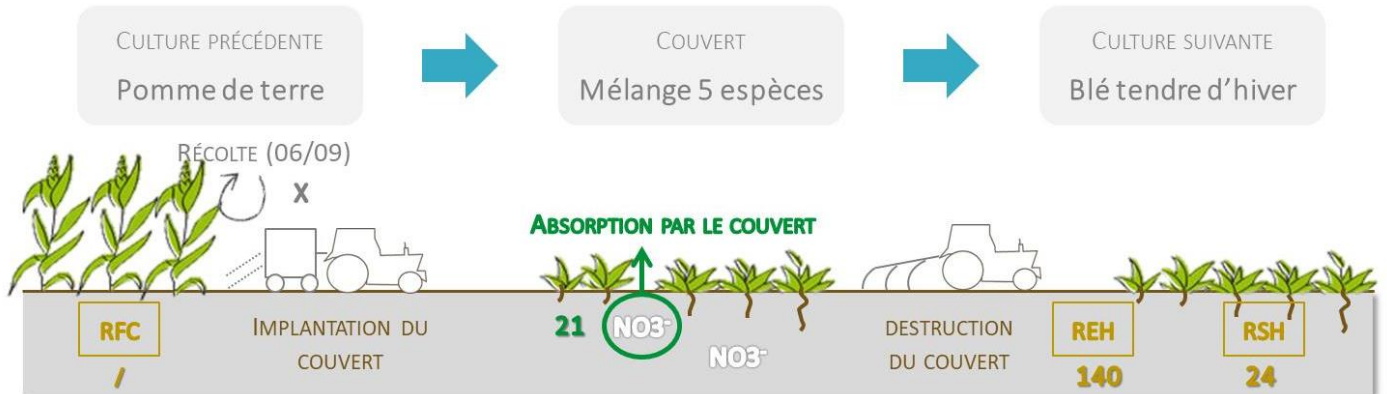 CULTURE PRÉCÉDENTE
Pomme de terre
COUVERT
Mélange 5 espèces
CULTURE SUIVANTE
Blé tendre d'hiver
RÉCOLTE (06/09)
X
ABSORPTION PAR LE COUVERT
RFC
/
IMPLANTATION DU
COUVERT
21
NO3-
NO3-
DESTRUCTION
DU COUVERT
REH
140
RSH
24